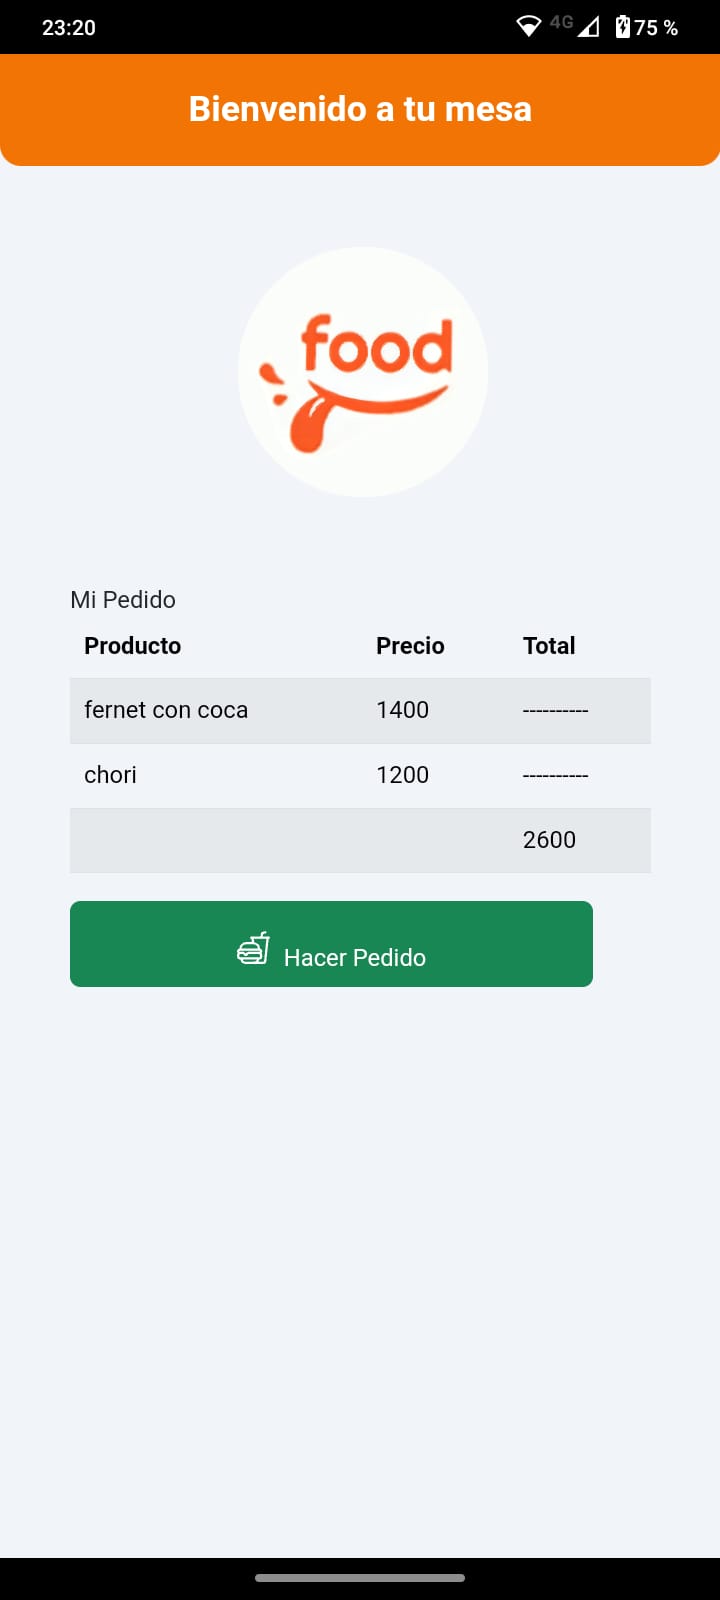 23:20 4G 75 %
Bienvenido a tu mesa
food
Mi Pedido
Producto Precio Total
fernet con coca 1400 ----------
chori 1200 ----------
2600
Hacer Pedido